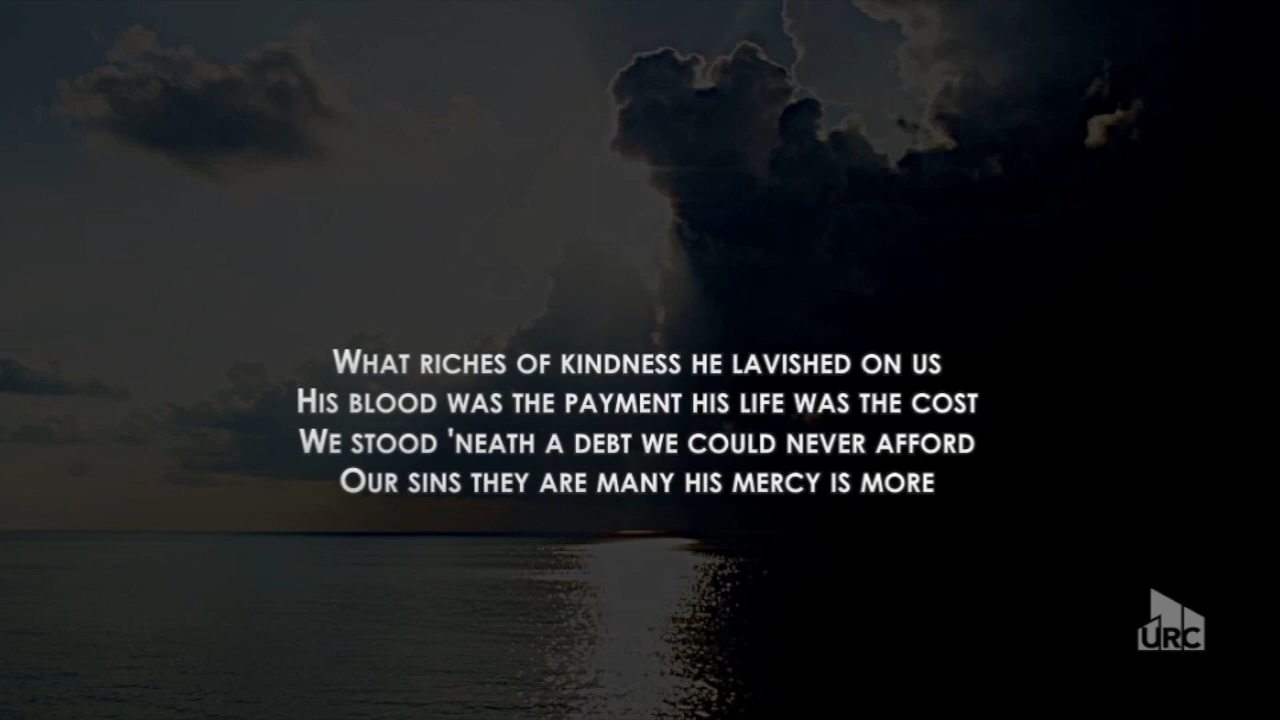 What riches of kindness he lavished on us
His blood was the payment his life was the cost
We stood 'neath a debt we could never afford
Our sins they are many his mercy is more
URC